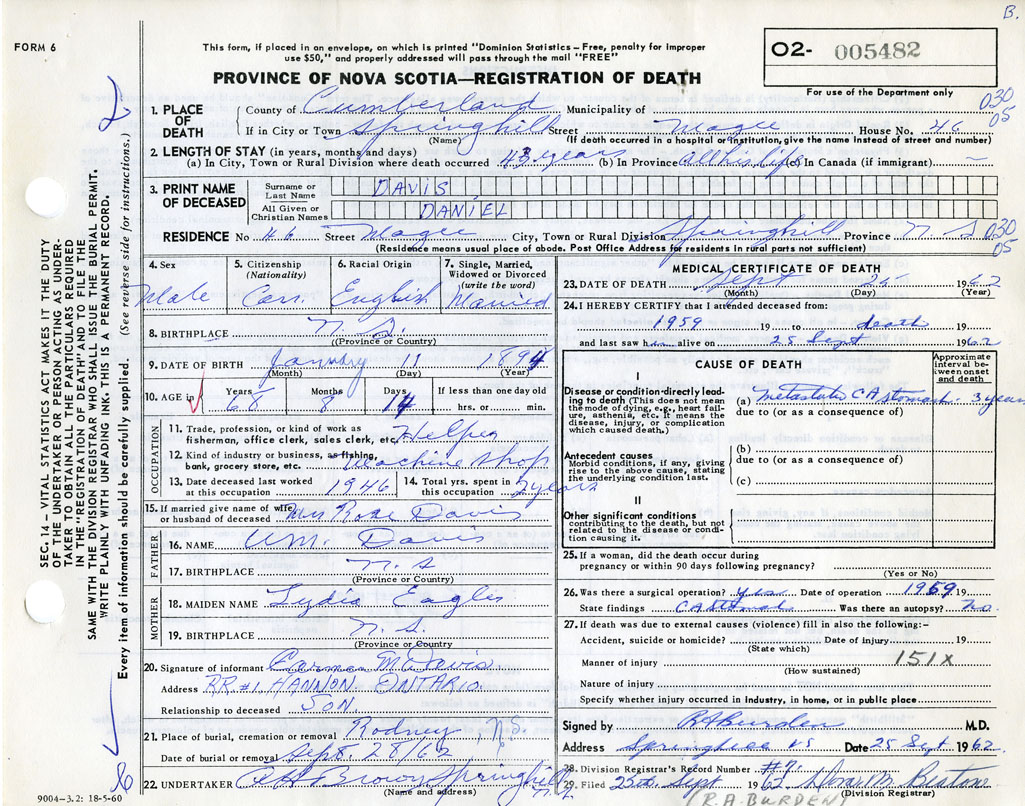 B.
FORM 6
This form, if placed in an envelope, on which is printed "Dominion Statistics – Free, penalty for improper
use $50," and properly addressed will pass through the mail "FREE"
PROVINCE OF NOVA SCOTIA—REGISTRATION OF DEATH
02- 005482
For use of the Department only
030
05
SEC. 14 – VITAL STATISTICS ACT MAKES IT THE DUTY
OF THE UNDERTAKER OR PERSON ACTING AS UNDER-
TAKER TO OBTAIN ALL THE PARTICULARS REQUIRED
IN THE "REGISTRATION OF DEATH" AND TO FILE THE
SAME WITH THE DIVISION REGISTRAR WHO SHALL ISSUE THE BURIAL PERMIT.
WRITE PLAINLY WITH UNFADING INK. THIS IS A PERMANENT RECORD.
Every item of information should be carefully supplied. (See reverse side for instructions.)
1. PLACE OF DEATH County of Cumberland Municipality of
If in City or Town Springhill Street Magee House No. 46
(Name) (If death occurred in a hospital or institution, give the name instead of street and number)
2. LENGTH OF STAY (in years, months and days)
(a) In City, Town or Rural Division where death occurred 43 years (b) In Province all his life (c) In Canada (if immigrant) —
3. PRINT NAME OF DECEASED Surname or Last Name DAVIS
All Given or Christian Names DANIEL
RESIDENCE No 46 Street Magee City, Town or Rural Division Springhill Province N S 030
05
(Residence means usual place of abode. Post Office Address for residents in rural parts not sufficient)
4. Sex 5. Citizenship (Nationality) 6. Racial Origin 7. Single, Married, Widowed or Divorced (write the word)
Male Can. English Married
8. BIRTHPLACE N S.
(Province or Country)
9. DATE OF BIRTH January 11 1894
(Month) (Day) (Year)
10. AGE in Years Months Days If less than one day old
68 8 14 hrs. or min.
OCCUPATION
11. Trade, profession, or kind of work as
fisherman, office clerk, sales clerk, etc. Helper
12. Kind of industry or business, as fishing,
bank, grocery store, etc. Machine Shop
13. Date deceased last worked at this occupation 1946 14. Total yrs. spent in this occupation 2 years
15. If married give name of wife or husband of deceased Mrs Rose Davis
FATHER
16. NAME Wm. Davis
17. BIRTHPLACE N. S
(Province or Country)
MOTHER
18. MAIDEN NAME Lydia Eagles
19. BIRTHPLACE N. S.
(Province or Country)
20. Signature of informant Carman M. Davis
Address RR #1 HANNON. ONTARIO.
Relationship to deceased SON.
21. Place of burial, cremation or removal Rodney, N.S.
Date of burial or removal Sept 28/62
22. UNDERTAKER Brown Springhill
(Name and address) N.S.
9004-3.2: 18-5-60
MEDICAL CERTIFICATE OF DEATH
23. DATE OF DEATH Sept 25 1962
(Month) (Day) (Year)
24. I HEREBY CERTIFY that I attended deceased from:
1959 19 to death 19
and last saw him alive on 25 Sept 1962
CAUSE OF DEATH
Approximate interval between onset and death
I
Disease or condition directly leading to death (This does not mean the mode of dying, e.g., heart failure, asthenia, etc. It means the disease, injury, or complication which caused death.)
(a) Metastatic CA stomach 3 years
due to (or as a consequence of)
Antecedent causes
Morbid conditions, if any, giving rise to the above cause, stating the underlying condition last.
(b)
due to (or as a consequence of)
(c)
II
Other significant conditions
contributing to the death, but not related to the disease or condition causing it.
25. If a woman, did the death occur during
pregnancy or within 90 days following pregnancy?
(Yes or No)
26. Was there a surgical operation? yes Date of operation 1959 19
State findings CA Stomach Was there an autopsy? No.
27. If death was due to external causes (violence) fill in also the following:–
Accident, suicide or homicide? Date of injury 19
(State which)
Manner of injury 151X
(How sustained)
Nature of injury
Specify whether injury occurred in industry, in home, or in public place
Signed by RA Burden M.D.
Address Springhill NS Date 25 Sept 1962
28. Division Registrar's Record Number #7.
29. Filed 25th Sept 1962
(Division Registrar)
(R.A. BURDEN)